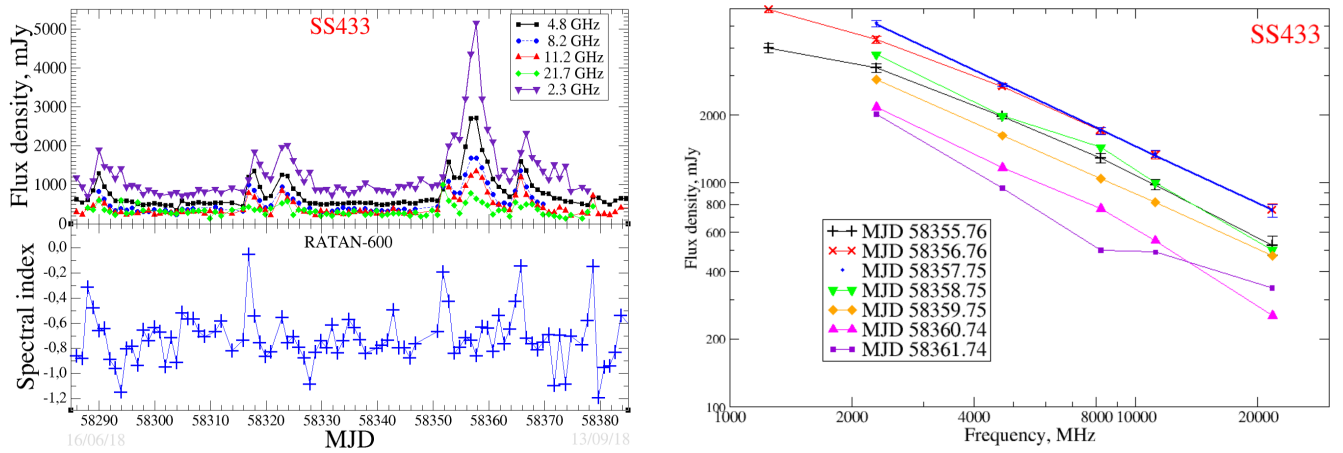 SS433
4.8 GHz
8.2 GHz
11.2 GHz
21.7 GHz
2.3 GHz
Flux density, mJy
5000
4000
3000
2000
1000
0
RATAN-600
Spectral index
0,0
-0,2
-0,4
-0,6
-0,8
-1,0
-1,2
58290 58300 58310 58320 58330 58340 58350 58360 58370 58380
16/06/18 MJD 13/09/18
SS433
Flux density, mJy
2000
1000
800
600
400
200
100
MJD 58355.76
MJD 58356.76
MJD 58357.75
MJD 58358.75
MJD 58359.75
MJD 58360.74
MJD 58361.74
1000 2000 4000 8000 10000 20000
Frequency, MHz